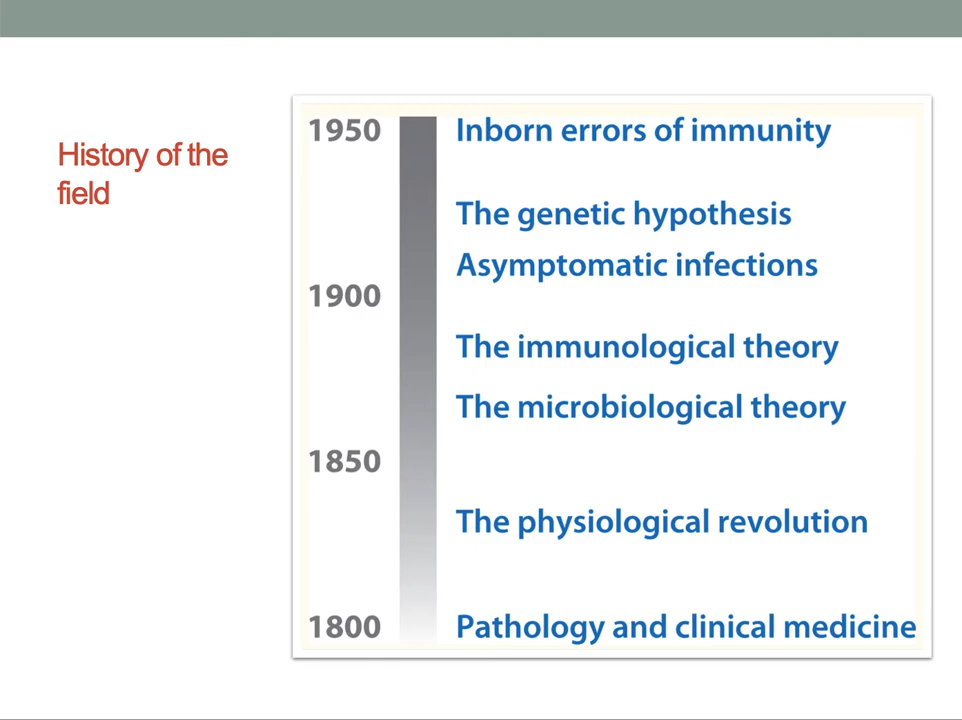 History of the
field
1950 Inborn errors of immunity
The genetic hypothesis
Asymptomatic infections
1900
The immunological theory
The microbiological theory
1850
The physiological revolution
1800 Pathology and clinical medicine